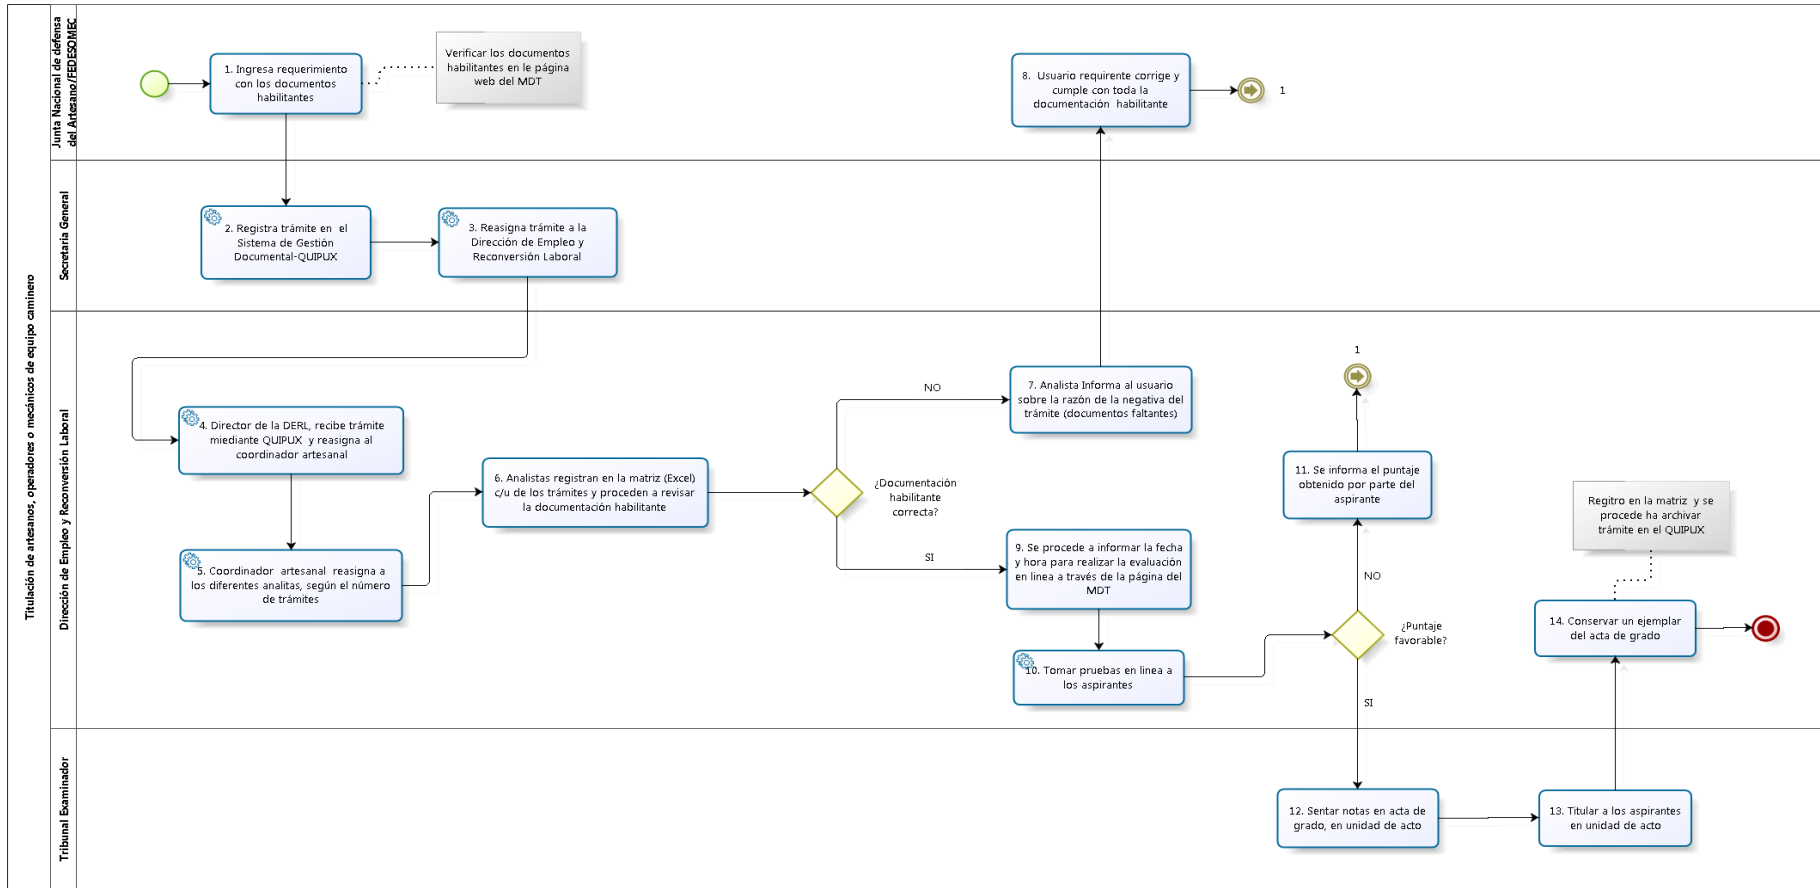 Titulación de artesanos, operadores o mecánicos de equipo caminero
Junta Nacional de defensa
del Artesano/FEDESOMEC
1. Ingresa requerimiento
con los documentos
habilitantes
Verificar los documentos
habilitantes en le página
web del MDT
8. Usuario requirente corrige y
cumple con toda la
documentación habilitante
1
Secretaria General
2. Registra trámite en el
Sistema de Gestión
Documental-QUIPUX
3. Reasigna trámite a la
Dirección de Empleo y
Reconversión Laboral
Dirección de Empleo y Reconversión Laboral
4. Director de la DERL, recibe trámite
miediante QUIPUX y reasigna al
coordinador artesanal
5. Coordinador artesanal reasigna a
los diferentes analitas, según el número
de trámites
6. Analistas registran en la matriz (Excel)
c/u de los trámites y proceden a revisar
la documentación habilitante
¿Documentación
habilitante
correcta?
NO
7. Analista Informa al usuario
sobre la razón de la negativa del
trámite (documentos faltantes)
SI
9. Se procede a informar la fecha
y hora para realizar la evaluación
en linea a través de la página del
MDT
10. Tomar pruebas en linea a
los aspirantes
¿Puntaje
favorable?
NO
11. Se informa el puntaje
obtenido por parte del
aspirante
1
SI
Regitro en la matriz y se
procede ha archivar
trámite en el QUIPUX
14. Conservar un ejemplar
del acta de grado
Tribunal Examinador
12. Sentar notas en acta de
grado, en unidad de acto
13. Titular a los aspirantes
en unidad de acto